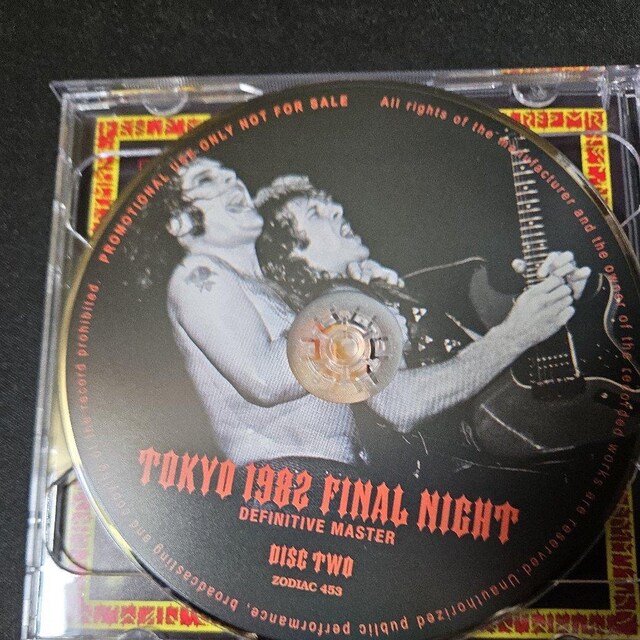 PROMOTIONAL USE ONLY NOT FOR SALE
All rights of the manufacturer and the owner of the recorded works are reserved Unauthorized public performance, broadcasting and copying of the record prohibited.
TOKYO 1982 FINAL NIGHT
DEFINITIVE MASTER
DISC TWO
ZODIAC 453